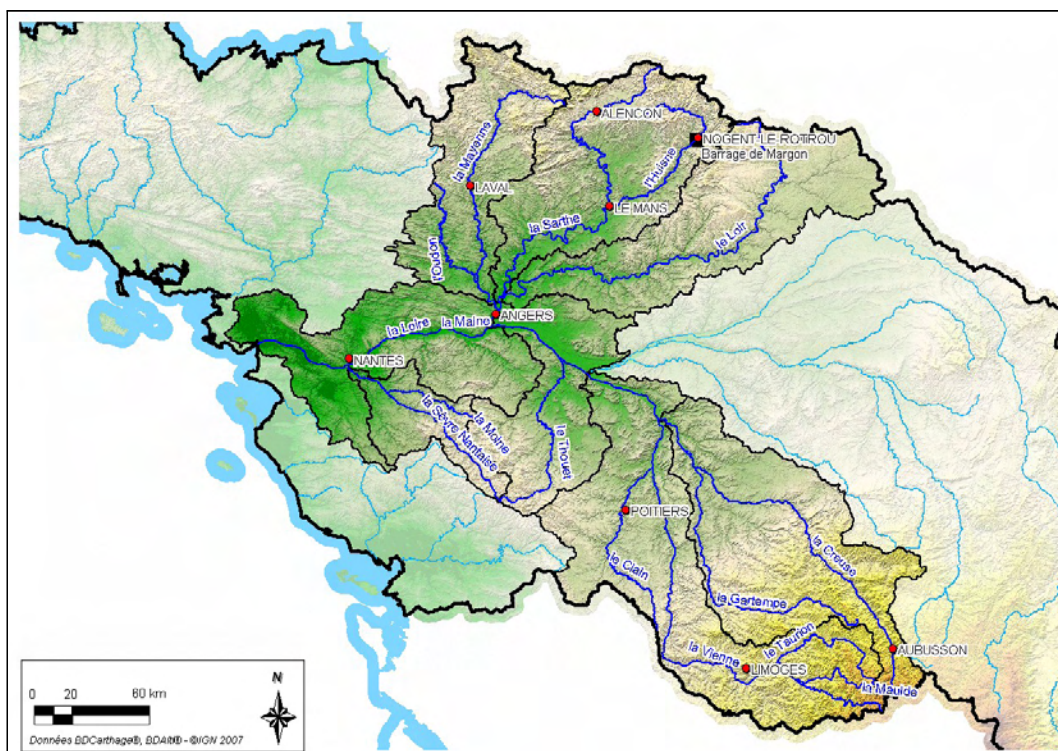 ALENCON
NOGENT-LE-ROTROU
Barrage de Margon
la Mayenne
l'Huisne
LAVAL
LE MANS
la Sarthe
le Loir
l'Oudon
ANGERS
la Loire
la Maine
NANTES
la Moine
la Sèvre Nantaise
le Thouet
POITIERS
le Clain
la Creuse
la Gartempe
le Taurion
AUBUSSON
la Vienne
LIMOGES
la Maulde
N
0 20 60 km
Données BDCarthage®, BDAlti® - ©IGN 2007